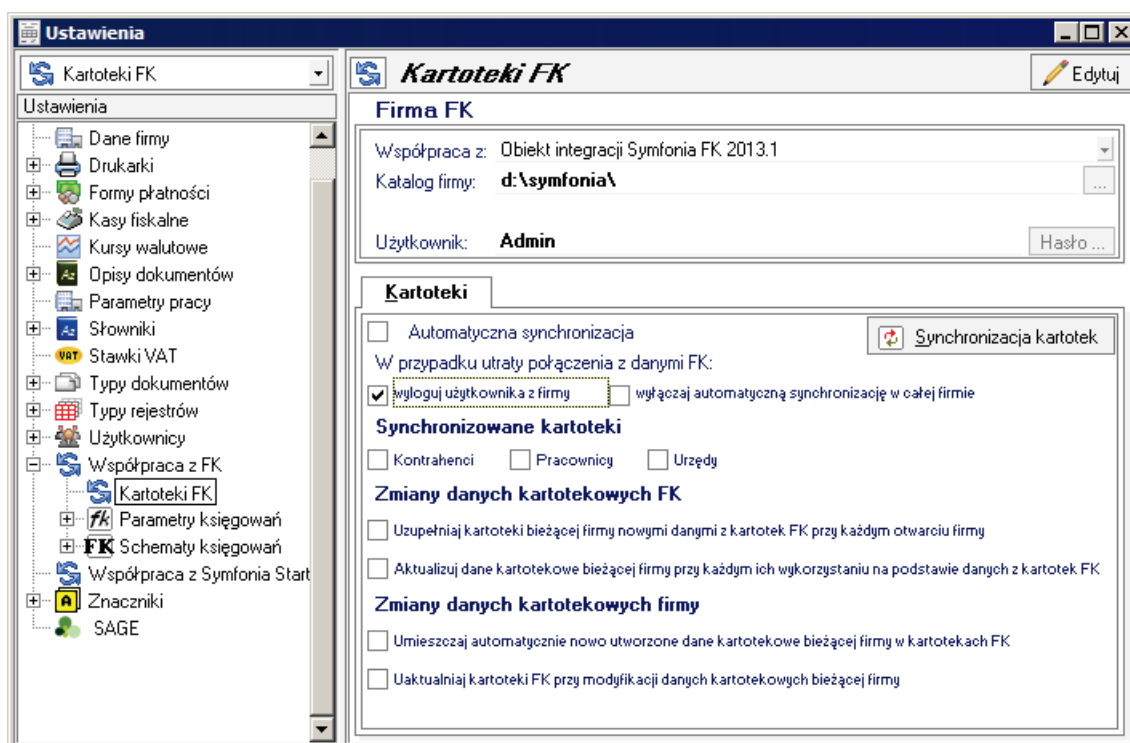 Ustawienia
Kartoteki FK
Ustawienia
Dane firmy
Drukarki
Formy płatności
Kasy fiskalne
Kursy walutowe
Opisy dokumentów
Parametry pracy
Słowniki
Stawki VAT
Typy dokumentów
Typy rejestrów
Użytkownicy
Współpraca z FK
Kartoteki FK
Parametry księgowań
Schematy księgowań
Współpraca z Symfonia Start
Znaczniki
SAGE
Kartoteki FK
Edytuj
Firma FK
Współpraca z: Obiekt integracji Symfonia FK 2013.1
Katalog firmy: d:\symfonia\ ...
Użytkownik: Admin Hasło ...
Kartoteki
Automatyczna synchronizacja
Synchronizacja kartotek
W przypadku utraty połączenia z danymi FK:
wyloguj użytkownika z firmy wyłączaj automatyczną synchronizację w całej firmie
Synchronizowane kartoteki
Kontrahenci Pracownicy Urzędy
Zmiany danych kartotekowych FK
Uzupełniaj kartoteki bieżącej firmy nowymi danymi z kartotek FK przy każdym otwarciu firmy
Aktualizuj dane kartotekowe bieżącej firmy przy każdym ich wykorzystaniu na podstawie danych z kartotek FK
Zmiany danych kartotekowych firmy
Umieszczaj automatycznie nowo utworzone dane kartotekowe bieżącej firmy w kartotekach FK
Uaktualniaj kartoteki FK przy modyfikacji danych kartotekowych bieżącej firmy